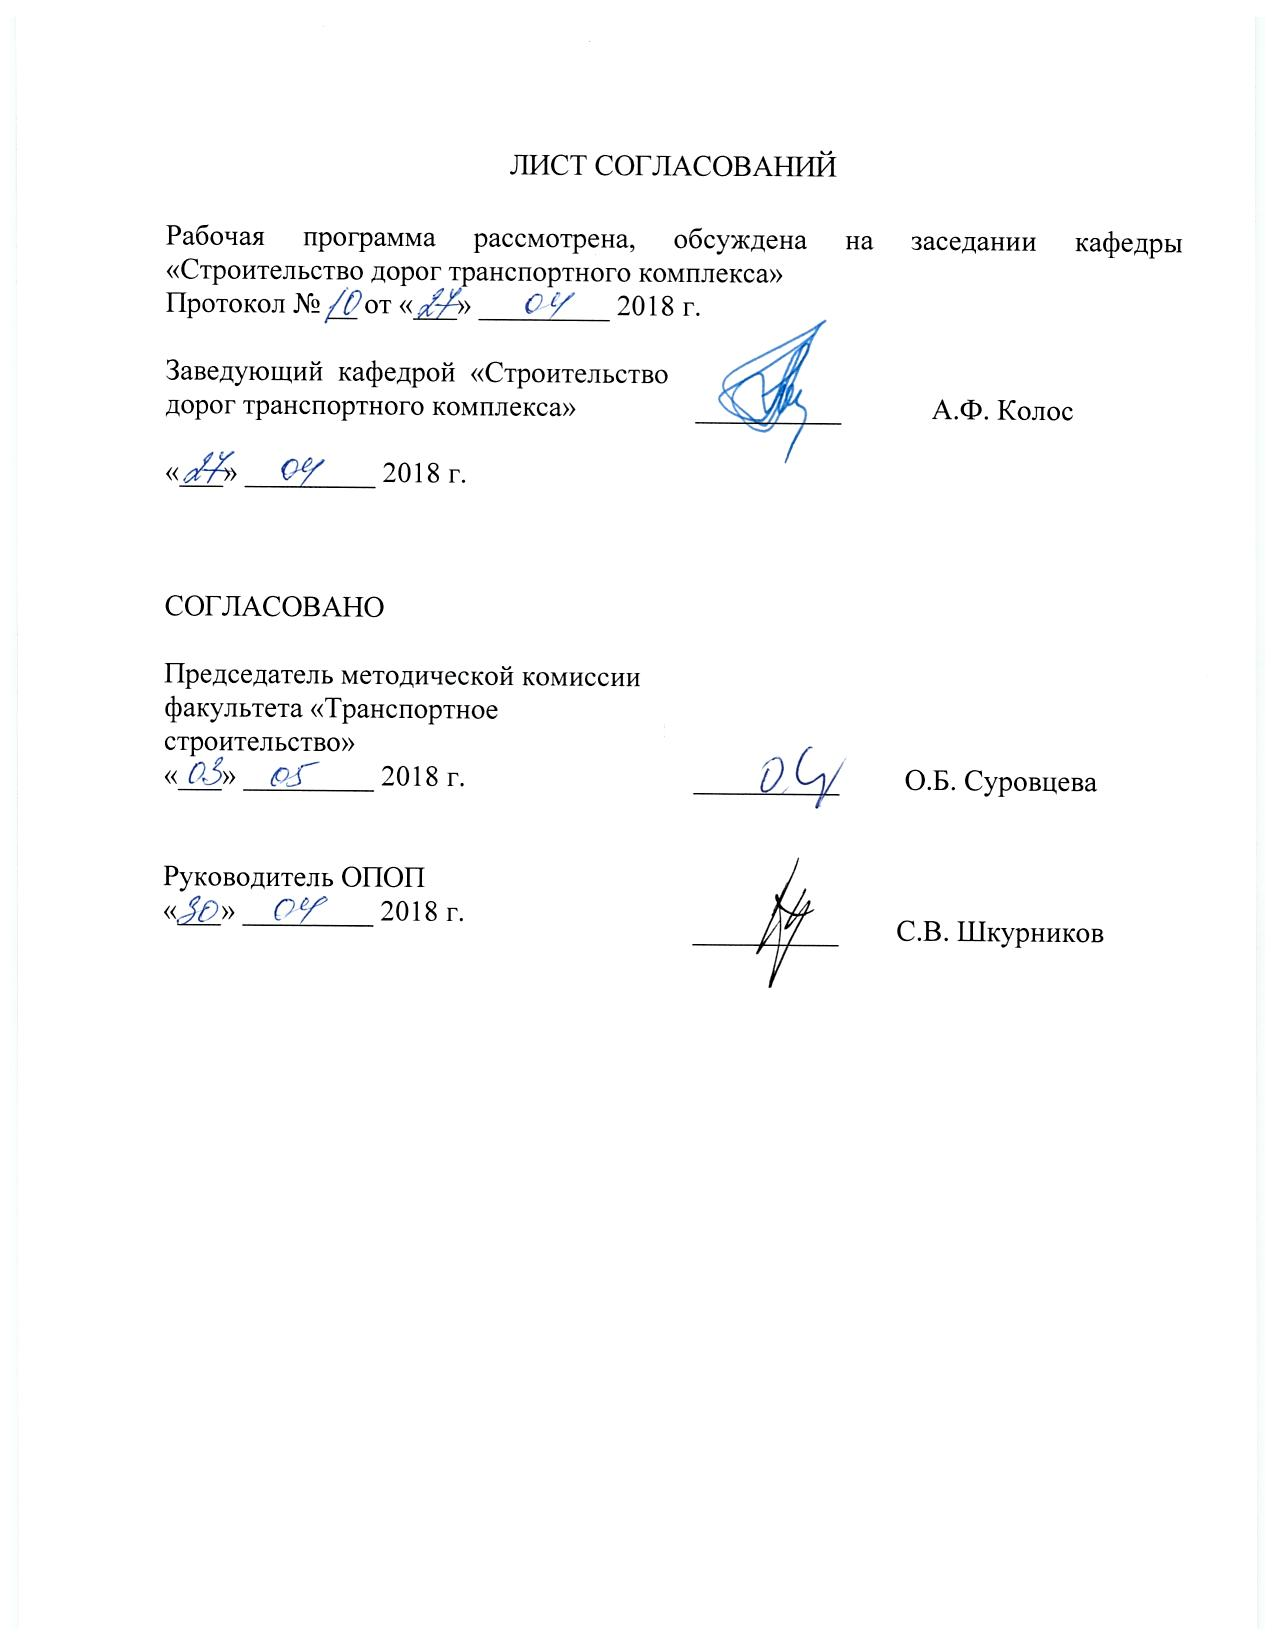 ЛИСТ СОГЛАСОВАНИЙ
Рабочая программа рассмотрена, обсуждена на заседании кафедры
«Строительство дорог транспортного комплекса»
Протокол № 10 от «27» 04 2018 г.
Заведующий кафедрой «Строительство
дорог транспортного комплекса»
А.Ф. Колос
«27» 04 2018 г.
СОГЛАСОВАНО
Председатель методической комиссии
факультета «Транспортное
строительство»
«03» 05 2018 г. О.Б. Суровцева
Руководитель ОПОП
«30» 04 2018 г.
С.В. Шкурников